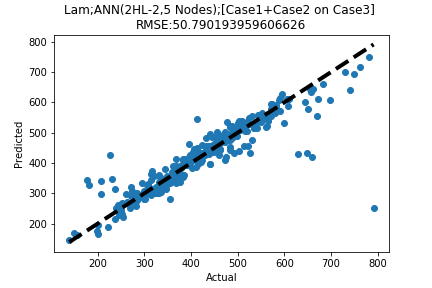 Lam;ANN(2HL-2,5 Nodes);[Case1+Case2 on Case3]
RMSE:50.790193959606626
800
700
600
500
400
300
200
Predicted
200 300 400 500 600 700 800
Actual